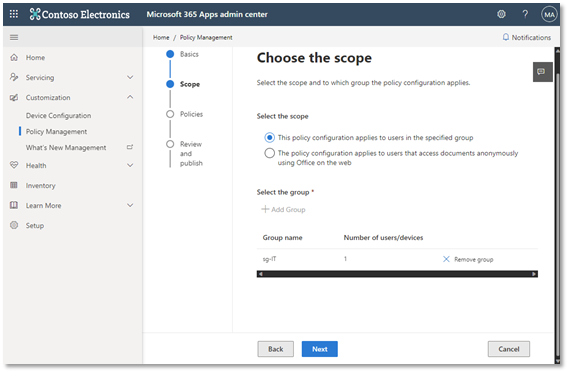 Contoso Electronics
Microsoft 365 Apps admin center
?
MA
Home / Policy Management
Notifications
Home
Servicing
Customization
Device Configuration
Policy Management
What's New Management
Health
Inventory
Learn More
Setup
Basics
Scope
Policies
Review
and
publish
Choose the scope
Select the scope and to which group the policy configuration applies.
Select the scope
This policy configuration applies to users in the specified group
The policy configuration applies to users that access documents anonymously
using Office on the web
Select the group *
Add Group
Group name Number of users/devices
sg-IT 1 Remove group
Back Next Cancel